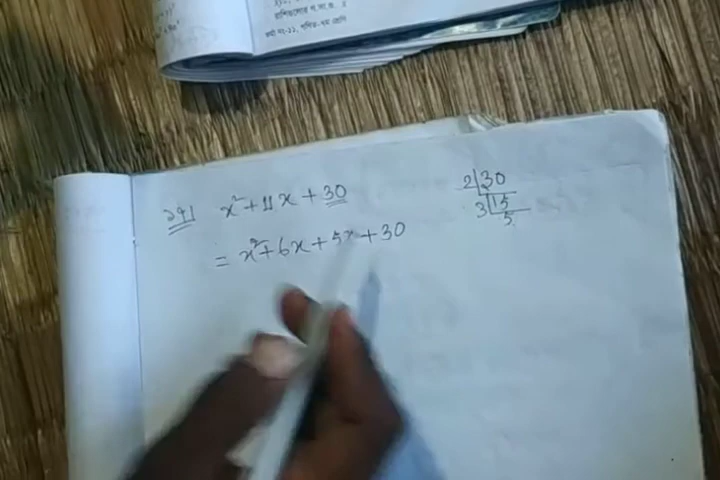 রাশিগুলোর গ.সা.গু.
২৭। x² + 11x + 30
= x² + 6x + 5x + 30
2 30
3 15
5